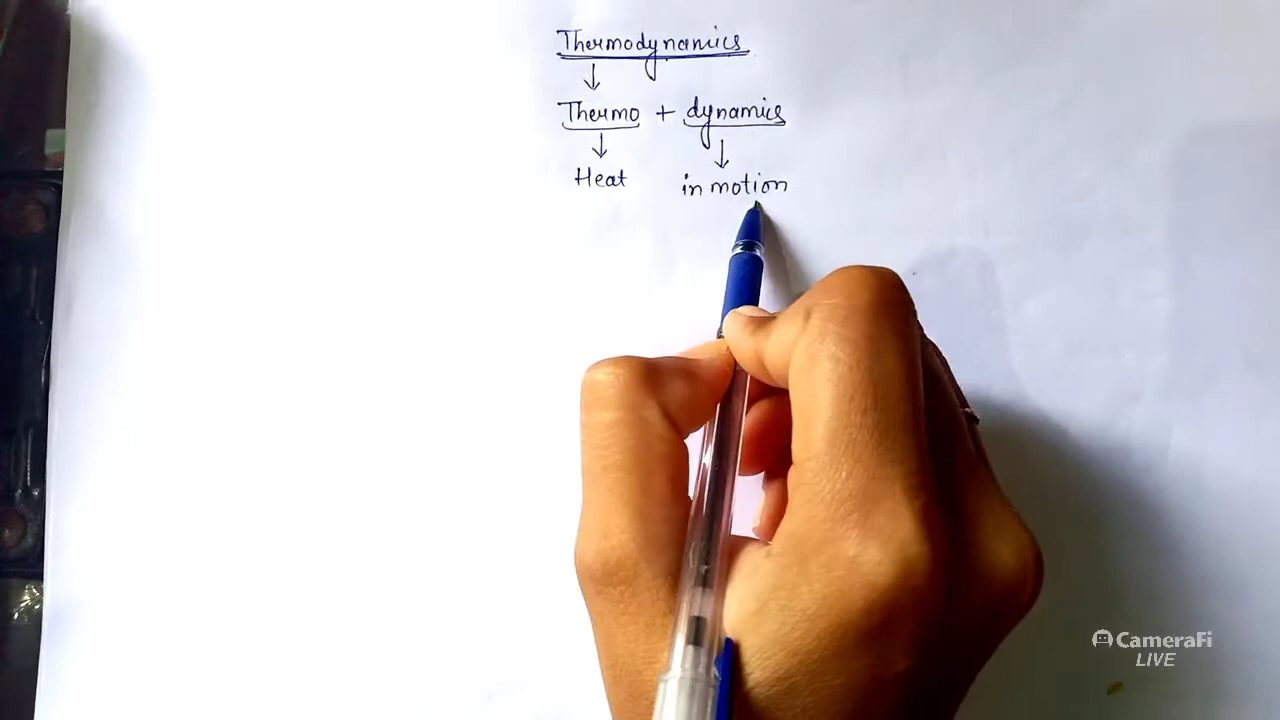 Thermodynamics
↓
Thermo + dynamics
↓ ↓
Heat in motion
CameraFi
LIVE